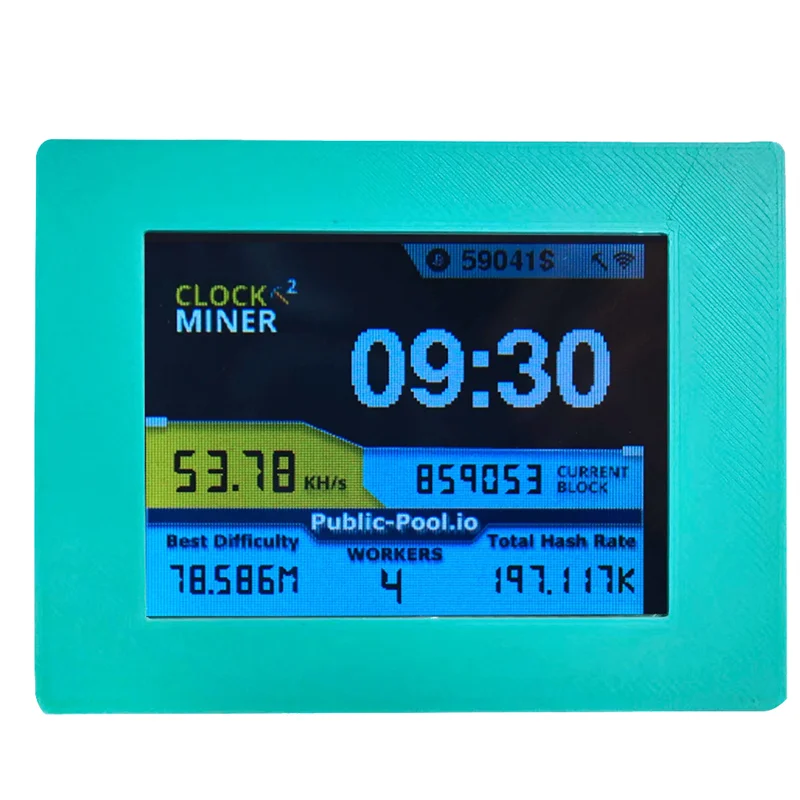 59041$
CLOCK 2
MINER
09:30
53.78 KH/s
859053 CURRENT
BLOCK
Public-Pool.io
Best Difficulty
WORKERS
Total Hash Rate
78.586M
4
197.117K